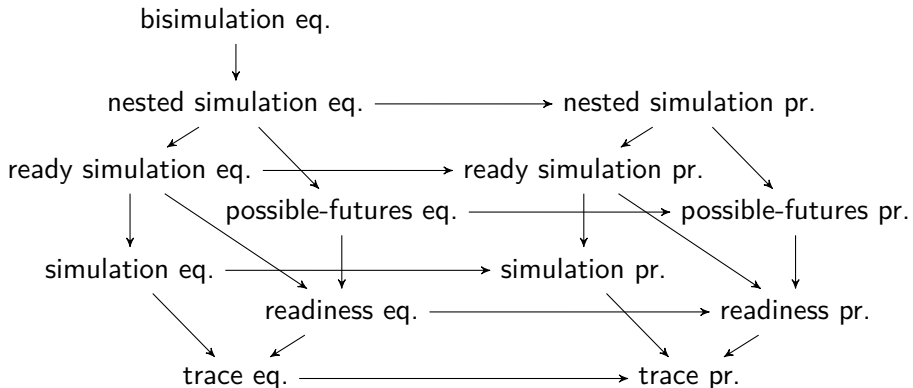 bisimulation eq.
nested simulation eq. nested simulation pr.
ready simulation eq. ready simulation pr.
possible-futures eq. possible-futures pr.
simulation eq. simulation pr.
readiness eq. readiness pr.
trace eq. trace pr.